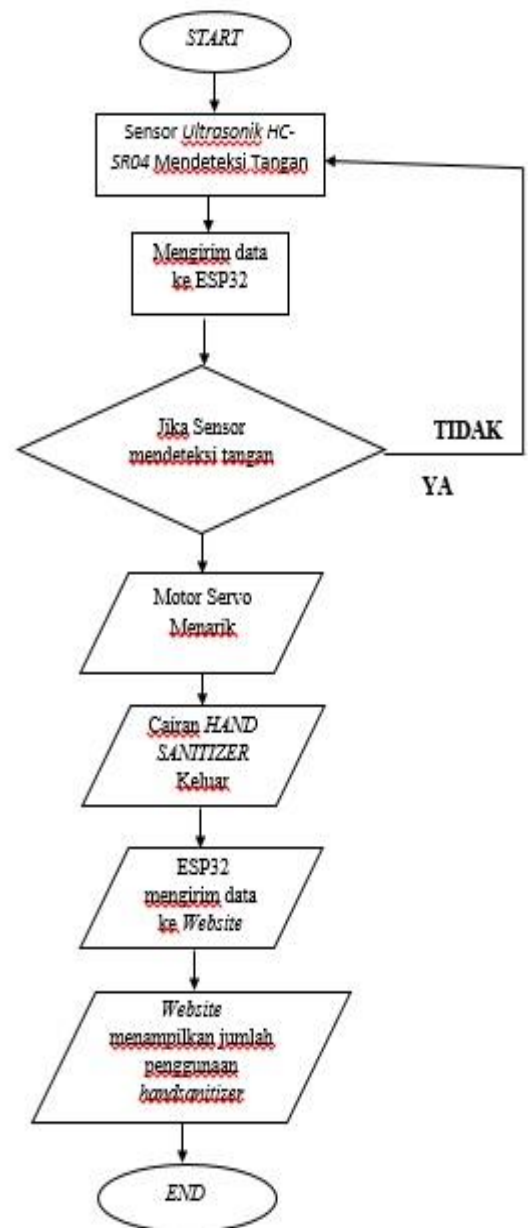 START
Sensor Ultrasonik HC-
SR04 Mendeteksi Tangan
Mengirim data
ke ESP32
Jika Sensor
mendeteksi tangan
TIDAK
YA
Motor Servo
Menarik
Cairan HAND
SANITIZER
Keluar
ESP32
mengirim data
ke Website
Website
menampilkan jumlah
penggunaan
handsanitizer
END